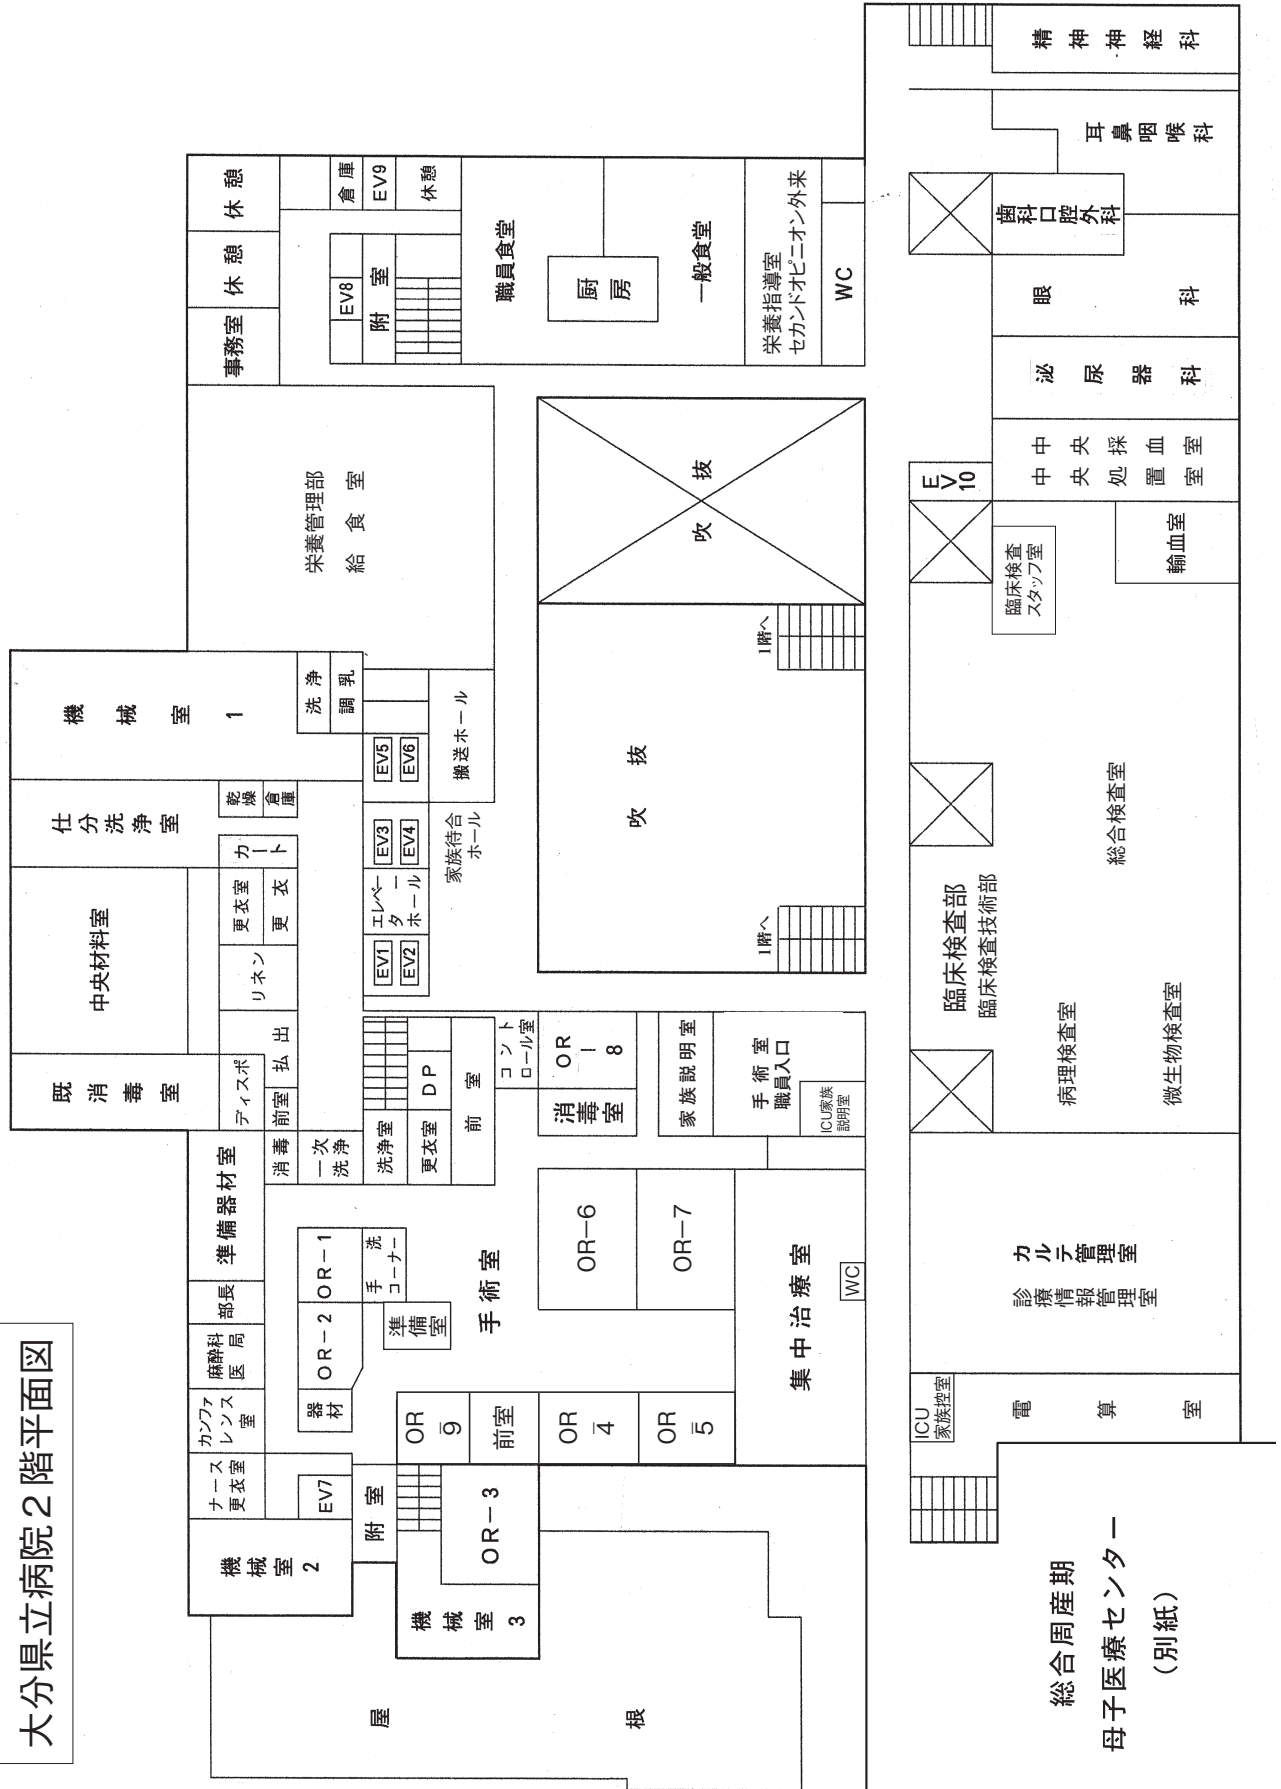 大分県立病院2階平面図
機械室1
仕分洗浄室
中央材料室
既消毒室
乾燥
倉庫
カート
更衣室
更衣
リネン
払出
ディスポ
前室
洗浄
調乳
休憩
休憩
事務室
倉庫
EV9
休憩
EV8
附室
栄養管理部
給食室
職員食堂
厨房
一般食堂
栄養指導室
セカンドオピニオン外来
WC
EV5
EV6
搬送ホール
EV3
EV4
家族待合
ホール
エレベータホール
EV1
EV2
吹抜
吹抜
1階へ
1階へ
準備器材室
消毒
一次
洗浄
洗浄室
DP
更衣室
前室
コント
ロール室
OR-8
消毒室
家族説明室
手術室
職員入口
ICU家族
説明室
部長
麻酔科
医局
カンファ
レンス
室
ナース
更衣室
OR-1
OR-2
器材
手洗
コーナー
準備室
手術室
OR-6
OR-7
OR-9
前室
OR-4
OR-5
集中治療室
WC
EV7
附室
OR-3
機械室2
機械室3
屋根
精神神経科
耳鼻咽喉科
歯科口腔外科
眼科
泌尿器科
中央採血室
中央処置室
EV10
輸血室
臨床検査
スタッフ室
総合検査室
臨床検査部
臨床検査技術部
病理検査室
微生物検査室
カルテ管理室
診療情報管理室
ICU
家族控室
電算室
総合周産期
母子医療センター
（別紙）